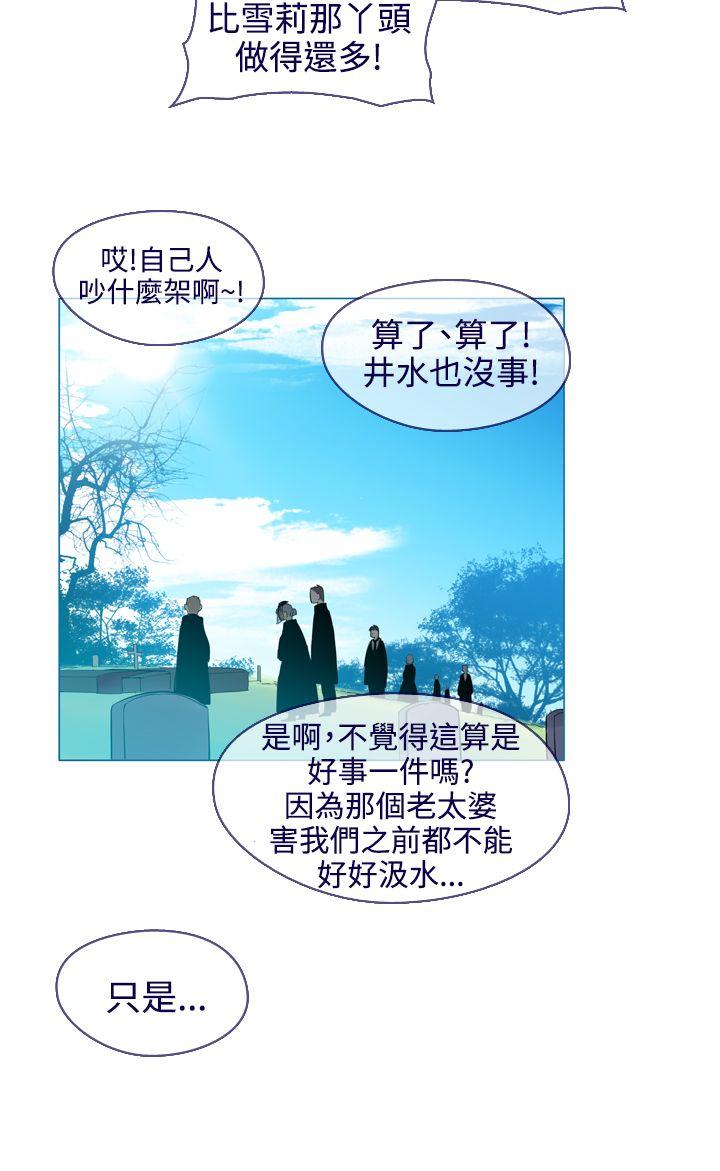 比雪莉那丫頭
做得還多!
哎!自己人
吵什麼架啊~!
算了、算了!
井水也沒事!
是啊,不覺得這算是
好事一件嗎?
因為那個老太婆
害我們之前都不能
好好汲水...
只是...